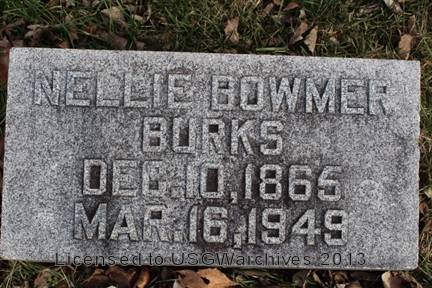 NELLIE BOWMER
BURKS
DEC. 10, 1865
MAR. 16, 1949
Licensed to USGWarchives 2013